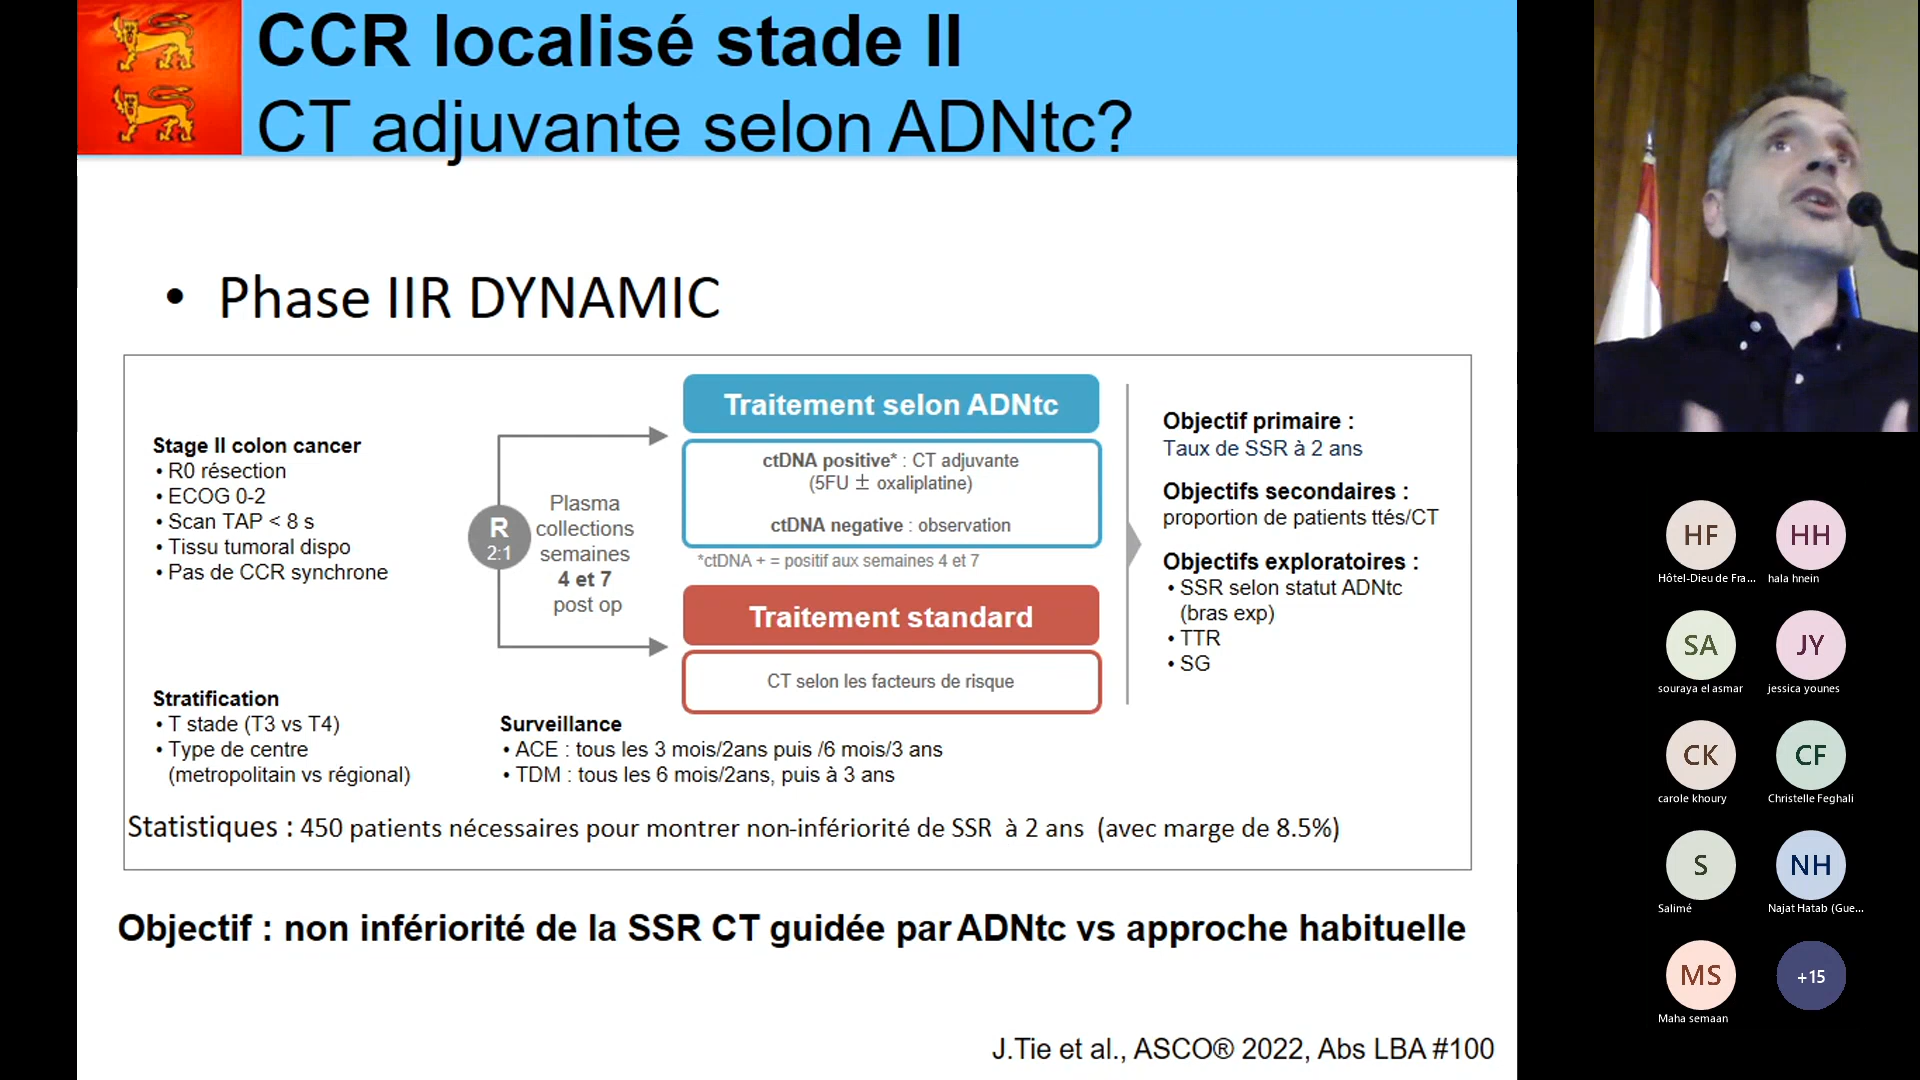 CCR localisé stade II
CT adjuvante selon ADNtc?
• Phase IIR DYNAMIC
Stage II colon cancer
• R0 résection
• ECOG 0-2
• Scan TAP < 8 s
• Tissu tumoral dispo
• Pas de CCR synchrone
Stratification
• T stade (T3 vs T4)
• Type de centre
(metropolitain vs régional)
R
2:1
Plasma
collections
semaines
4 et 7
post op
Traitement selon ADNtc
ctDNA positive* : CT adjuvante
(5FU ± oxaliplatine)
ctDNA negative : observation
*ctDNA + = positif aux semaines 4 et 7
Traitement standard
CT selon les facteurs de risque
Surveillance
• ACE : tous les 3 mois/2ans puis /6 mois/3 ans
• TDM : tous les 6 mois/2ans, puis à 3 ans
Objectif primaire :
Taux de SSR à 2 ans
Objectifs secondaires :
proportion de patients ttés/CT
Objectifs exploratoires :
• SSR selon statut ADNtc
(bras exp)
• TTR
• SG
Statistiques : 450 patients nécessaires pour montrer non-infériorité de SSR à 2 ans (avec marge de 8.5%)
Objectif : non infériorité de la SSR CT guidée par ADNtc vs approche habituelle
J.Tie et al., ASCO® 2022, Abs LBA #100
HF
Hôtel-Dieu de Fra...
HH
hala hnein
SA
souraya el asmar
JY
jessica younes
CK
carole khoury
CF
Christelle Feghali
S
Salimé
NH
Najat Hatab (Gue...
MS
Maha semaan
+15